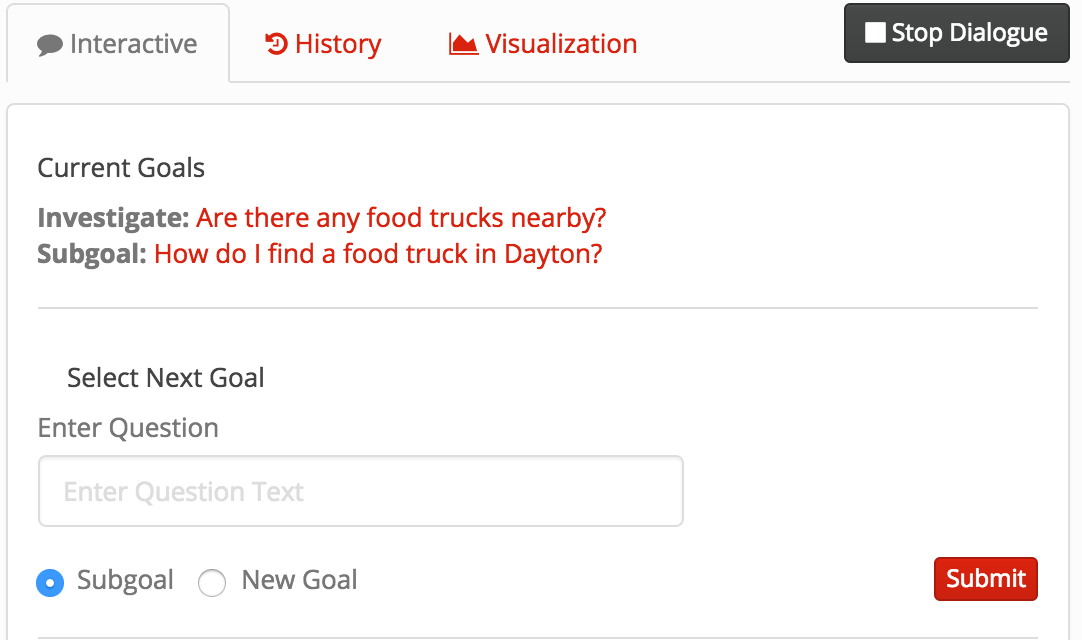 Interactive History Visualization Stop Dialogue
Current Goals
Investigate: Are there any food trucks nearby?
Subgoal: How do I find a food truck in Dayton?
Select Next Goal
Enter Question
Enter Question Text
Subgoal New Goal Submit